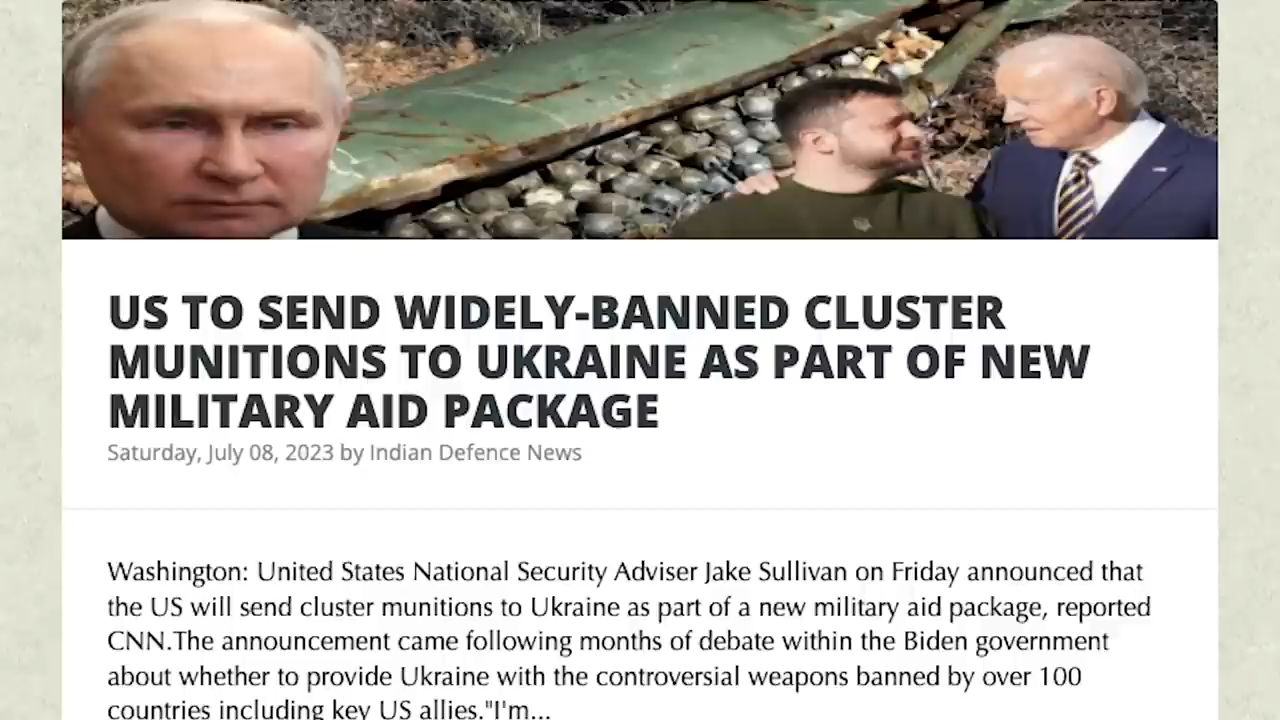 US TO SEND WIDELY-BANNED CLUSTER
MUNITIONS TO UKRAINE AS PART OF NEW
MILITARY AID PACKAGE
Saturday, July 08, 2023 by Indian Defence News
Washington: United States National Security Adviser Jake Sullivan on Friday announced that
the US will send cluster munitions to Ukraine as part of a new military aid package, reported
CNN.The announcement came following months of debate within the Biden government
about whether to provide Ukraine with the controversial weapons banned by over 100
countries including key US allies."I'm...